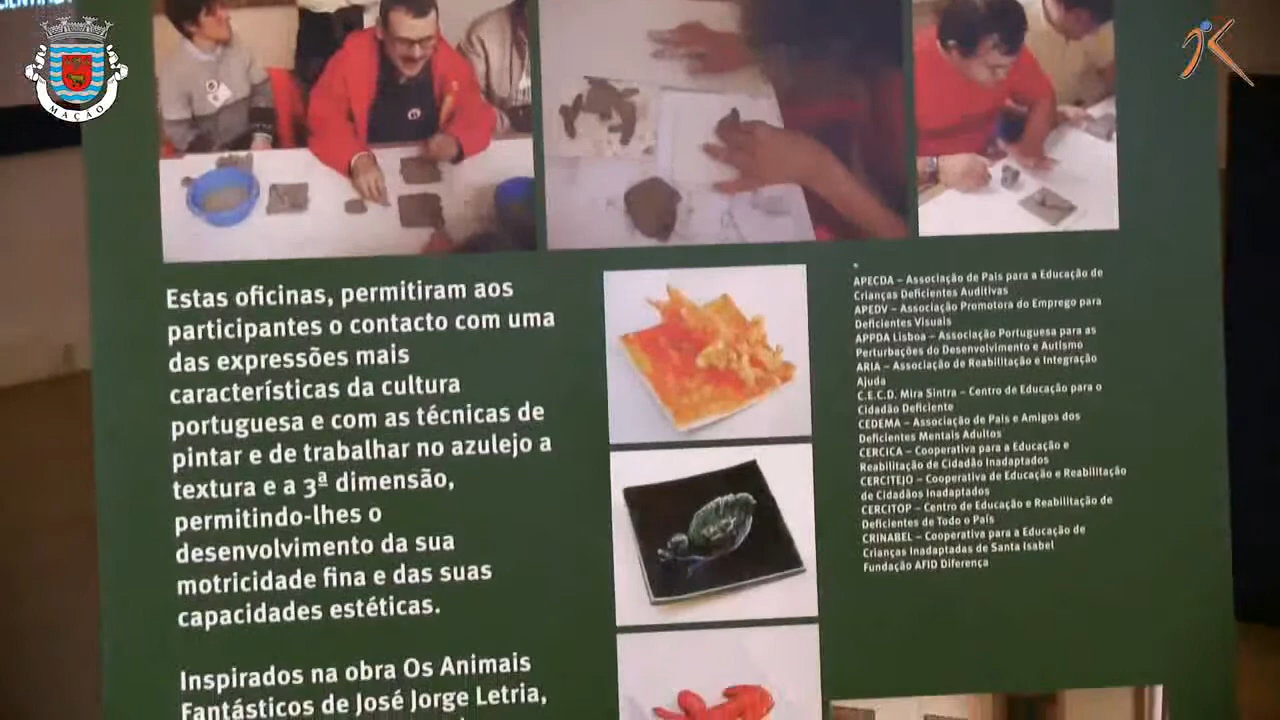 MAÇÃO
Estas oficinas, permitiram aos
participantes o contacto com uma
das expressões mais
características da cultura
portuguesa e com as técnicas de
pintar e de trabalhar no azulejo a
textura e a 3ª dimensão,
permitindo-lhes o
desenvolvimento da sua
motricidade fina e das suas
capacidades estéticas.
Inspirados na obra Os Animais
Fantásticos de José Jorge Letria,
APECDA – Associação de Pais para a Educação de
Crianças Deficientes Auditivas
APEDV – Associação Promotora do Emprego para
Deficientes Visuais
APPDA Lisboa – Associação Portuguesa para as
Perturbações do Desenvolvimento e Autismo
ARIA – Associação de Reabilitação e Integração
Ajuda
C.E.C.D. Mira Sintra – Centro de Educação para o
Cidadão Deficiente
CEDEMA – Associação de Pais e Amigos dos
Deficientes Mentais Adultos
CERCICA – Cooperativa para a Educação e
Reabilitação de Cidadão Inadaptados
CERCITEJO – Cooperativa de Educação e Reabilitação
de Cidadãos Inadaptados
CERCITOP – Centro de Educação e Reabilitação de
Deficientes de Todo o País
CRINABEL – Cooperativa para a Educação de
Crianças Inadaptadas de Santa Isabel
Fundação AFID Diferença